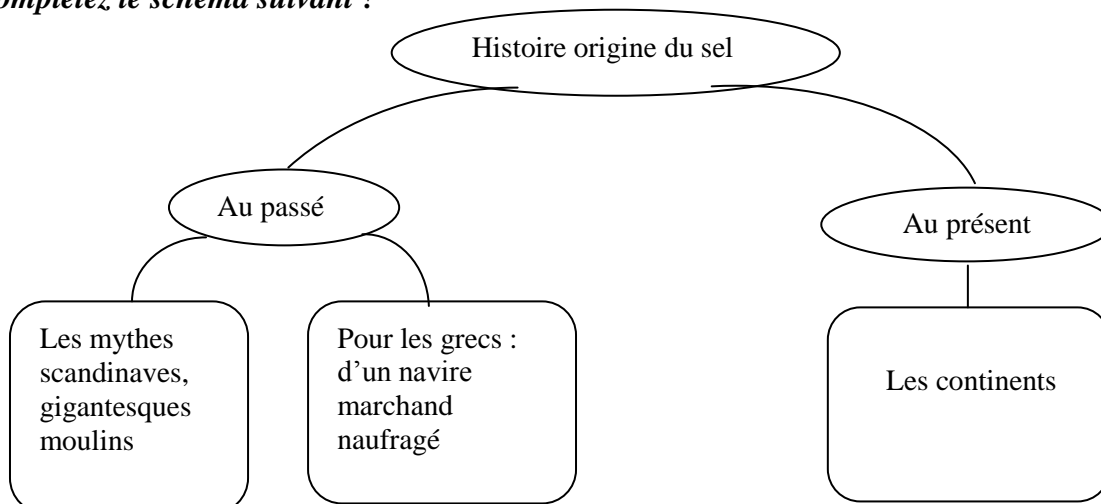 omplétez le schéma suivant :
Histoire origine du sel
Au passé
Au présent
Les mythes
scandinaves,
gigantesques
moulins
Pour les grecs :
d’un navire
marchand
naufragé
Les continents